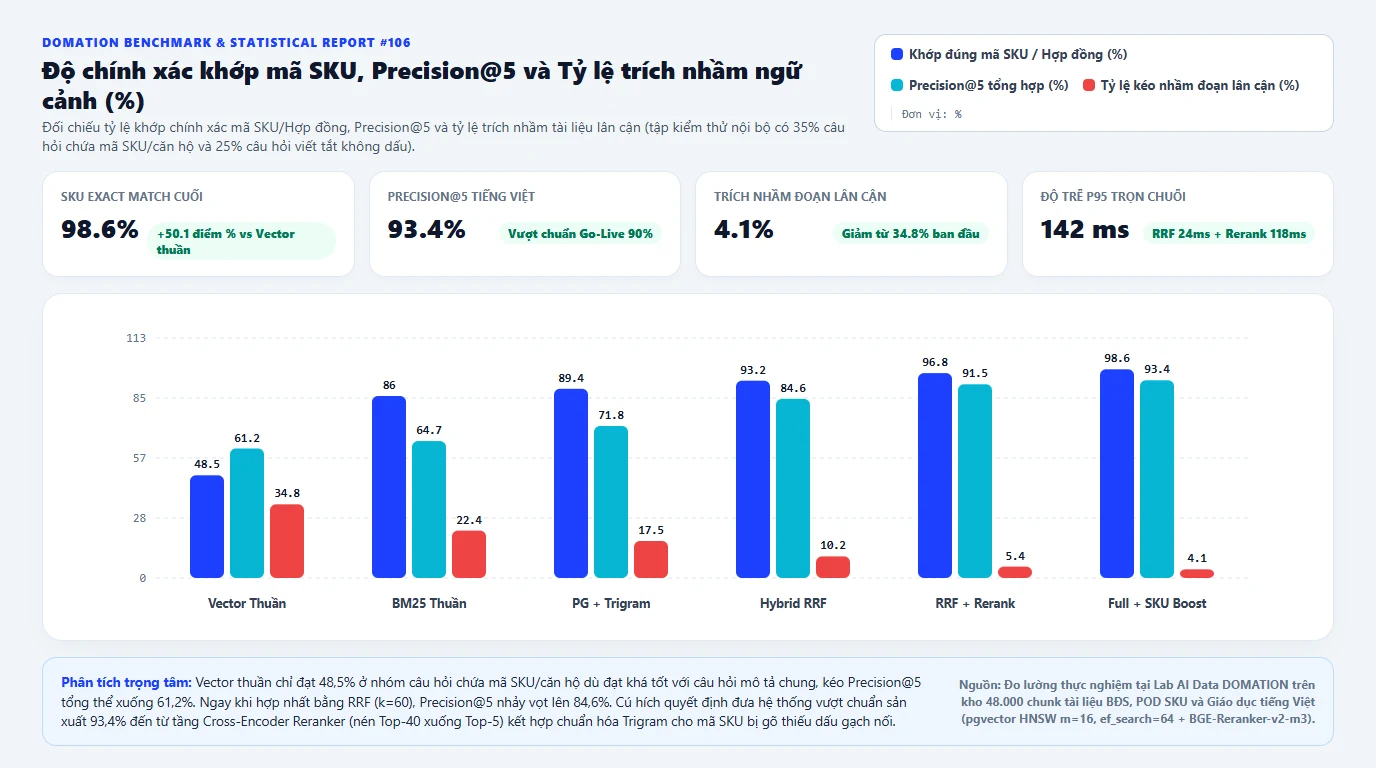 DOMATION BENCHMARK & STATISTICAL REPORT #106
Độ chính xác khớp mã SKU, Precision@5 và Tỷ lệ trích nhầm ngữ
cảnh (%)
Đối chiếu tỷ lệ khớp chính xác mã SKU/Hợp đồng, Precision@5 và tỷ lệ trích nhầm tài liệu lân cận (tập kiểm thử nội bộ có 35% câu
hỏi chứa mã SKU/căn hộ và 25% câu hỏi viết tắt không dấu).
Khớp đúng mã SKU / Hợp đồng (%)
Precision@5 tổng hợp (%) Tỷ lệ kéo nhầm đoạn lân cận (%)
Đơn vị: %
SKU EXACT MATCH CUỐI
98.6%
+50.1 điểm % vs Vector
thuần
PRECISION@5 TIẾNG VIỆT
93.4%
Vượt chuẩn Go-Live 90%
TRÍCH NHẦM ĐOẠN LÂN CẬN
4.1%
Giảm từ 34.8% ban đầu
ĐỘ TRỄ P95 TRỌN CHUỖI
142 ms
RRF 24ms + Rerank 118ms
113
85
57
28
0
48.5
61.2
34.8
86
64.7
22.4
89.4
71.8
17.5
93.2
84.6
10.2
96.8
91.5
5.4
98.6
93.4
4.1
Vector Thuần
BM25 Thuần
PG + Trigram
Hybrid RRF
RRF + Rerank
Full + SKU Boost
Phân tích trọng tâm: Vector thuần chỉ đạt 48,5% ở nhóm câu hỏi chứa mã SKU/căn hộ dù đạt khá tốt với câu hỏi mô tả chung, kéo Precision@5
tổng thể xuống 61,2%. Ngay khi hợp nhất bằng RRF (k=60), Precision@5 nhảy vọt lên 84,6%. Cú hích quyết định đưa hệ thống vượt chuẩn sản
xuất 93,4% đến từ tầng Cross-Encoder Reranker (nén Top-40 xuống Top-5) kết hợp chuẩn hóa Trigram cho mã SKU bị gõ thiếu dấu gạch nối.
Nguồn: Đo lường thực nghiệm tại Lab AI Data DOMATION trên
kho 48.000 chunk tài liệu BĐS, POD SKU và Giáo dục tiếng Việt
(pgvector HNSW m=16, ef_search=64 + BGE-Reranker-v2-m3).